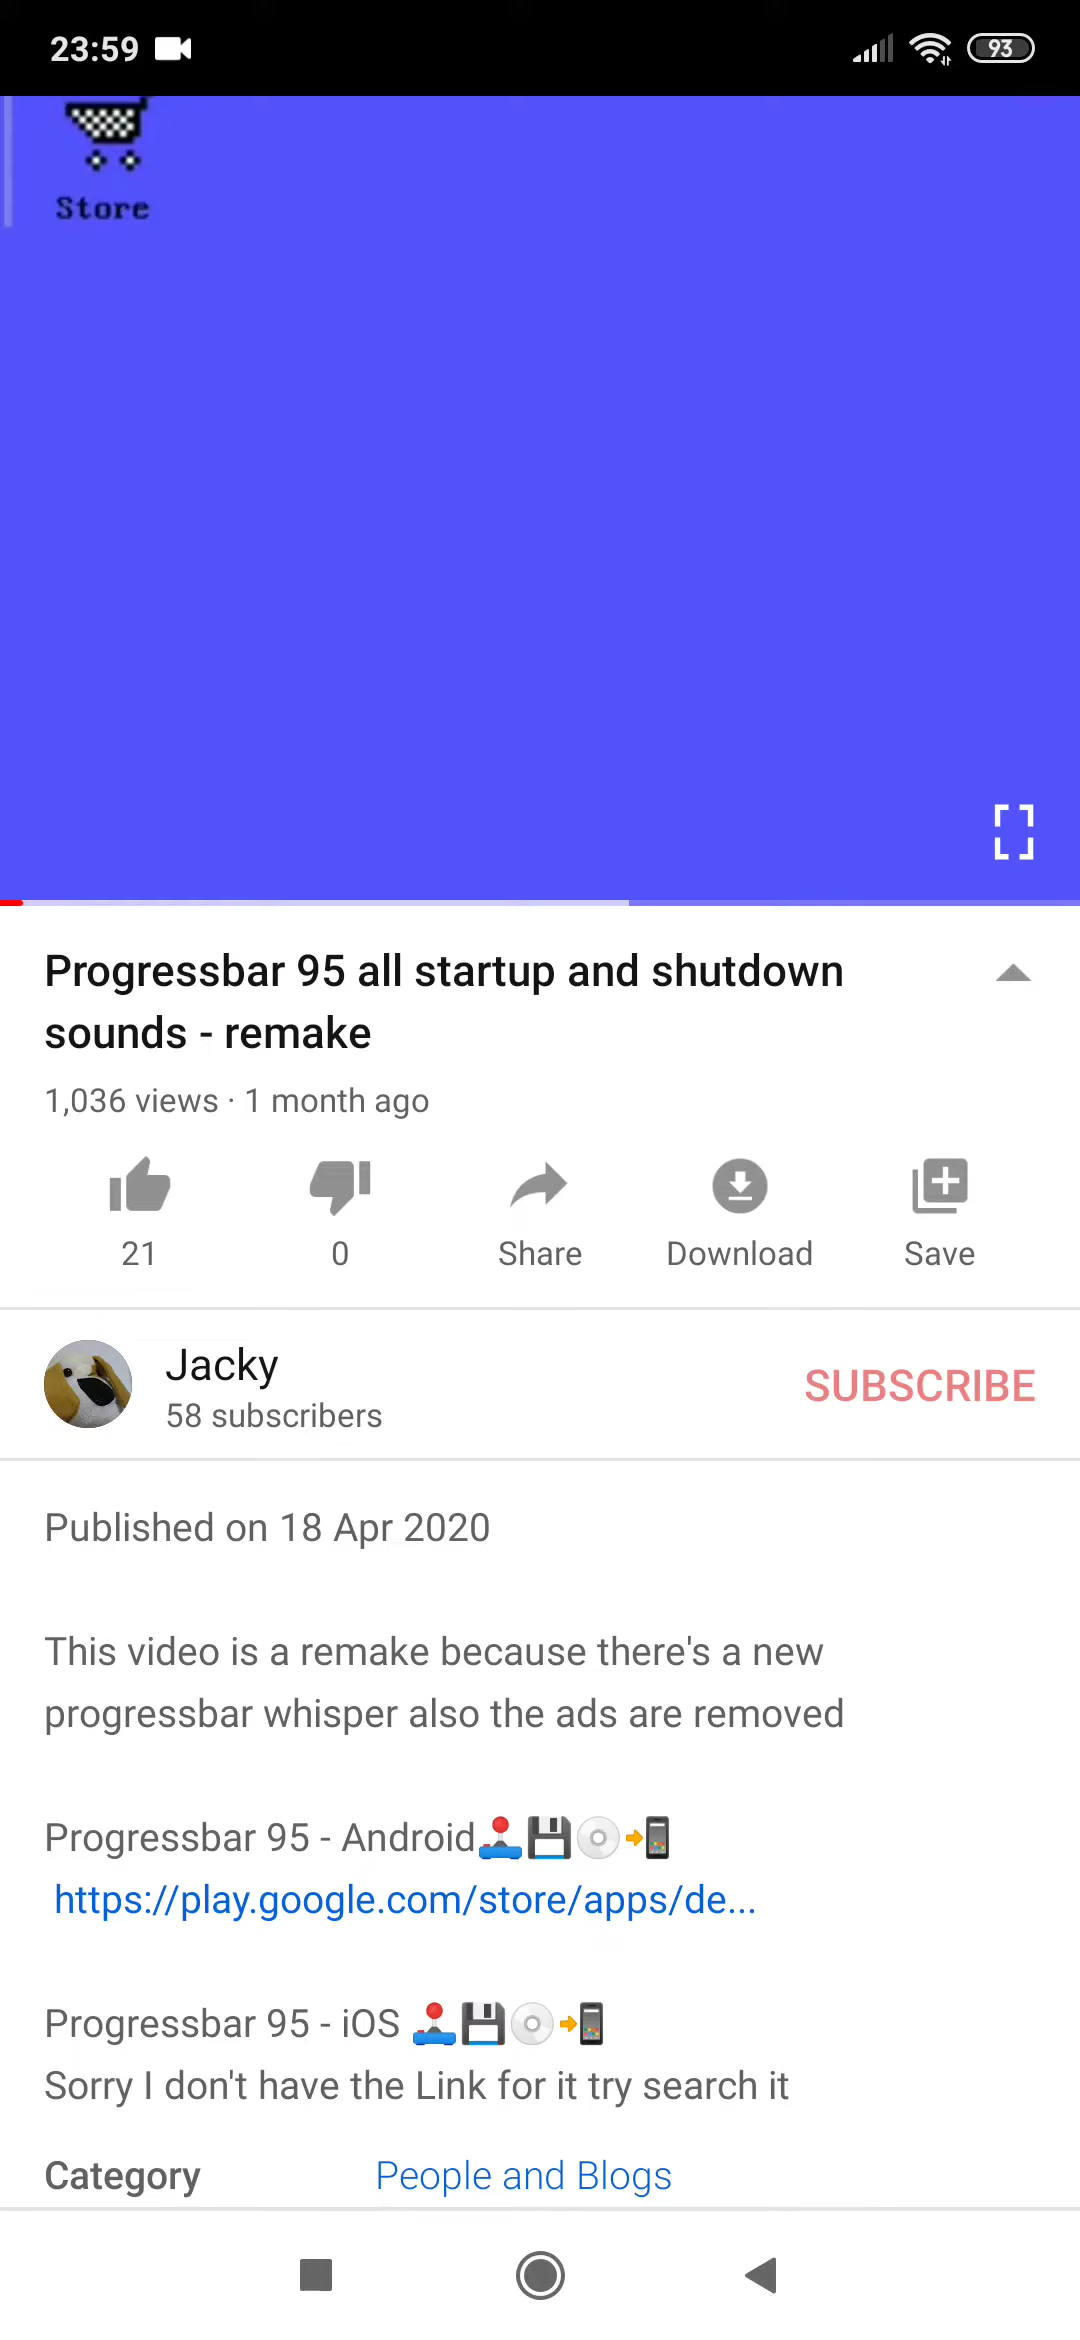 23:59
93
Store
Progressbar 95 all startup and shutdown
sounds - remake
1,036 views · 1 month ago
21
0
Share
Download
Save
Jacky
58 subscribers
SUBSCRIBE
Published on 18 Apr 2020
This video is a remake because there's a new
progressbar whisper also the ads are removed
Progressbar 95 - Android🕹️💾💿📲
https://play.google.com/store/apps/de...
Progressbar 95 - iOS 🕹️💾💿📲
Sorry I don't have the Link for it try search it
Category People and Blogs